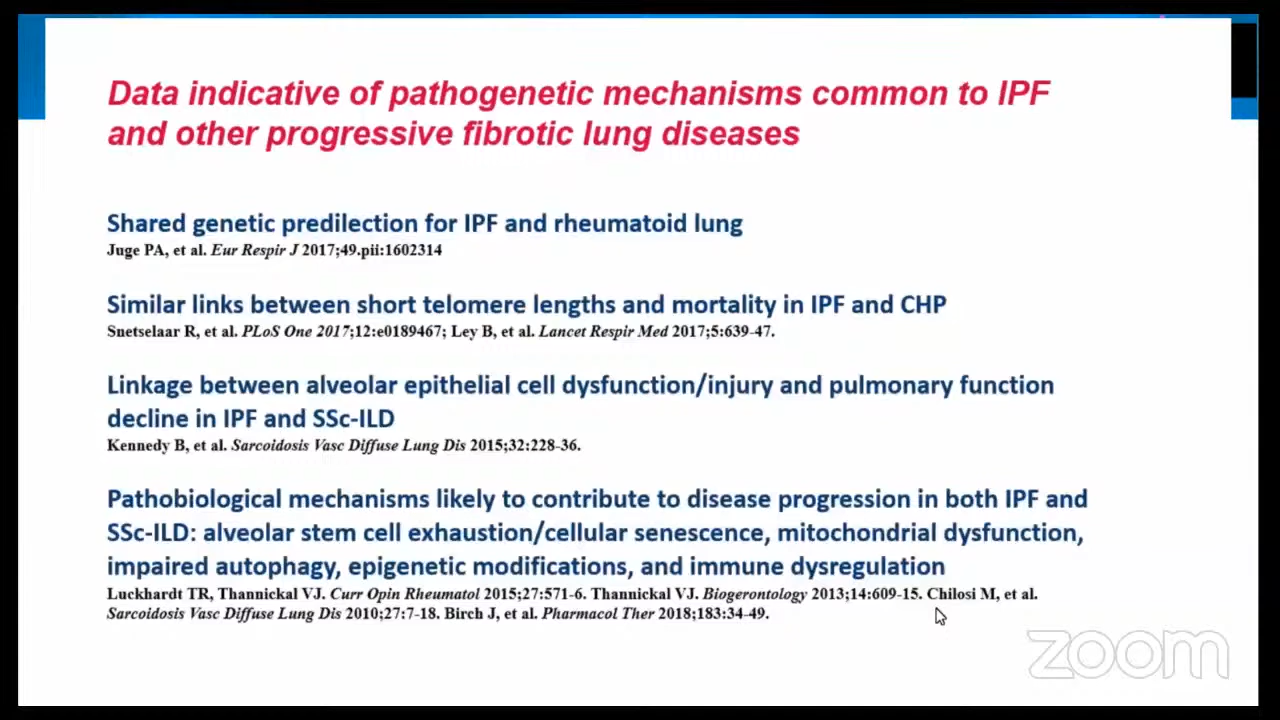 Data indicative of pathogenetic mechanisms common to IPF
and other progressive fibrotic lung diseases
Shared genetic predilection for IPF and rheumatoid lung
Juge PA, et al. Eur Respir J 2017;49.pii:1602314
Similar links between short telomere lengths and mortality in IPF and CHP
Snetselaar R, et al. PLoS One 2017;12:e0189467; Ley B, et al. Lancet Respir Med 2017;5:639-47.
Linkage between alveolar epithelial cell dysfunction/injury and pulmonary function
decline in IPF and SSc-ILD
Kennedy B, et al. Sarcoidosis Vasc Diffuse Lung Dis 2015;32:228-36.
Pathobiological mechanisms likely to contribute to disease progression in both IPF and
SSc-ILD: alveolar stem cell exhaustion/cellular senescence, mitochondrial dysfunction,
impaired autophagy, epigenetic modifications, and immune dysregulation
Luckhardt TR, Thannickal VJ. Curr Opin Rheumatol 2015;27:571-6. Thannickal VJ. Biogerontology 2013;14:609-15. Chilosi M, et al.
Sarcoidosis Vasc Diffuse Lung Dis 2010;27:7-18. Birch J, et al. Pharmacol Ther 2018;183:34-49.
zoom